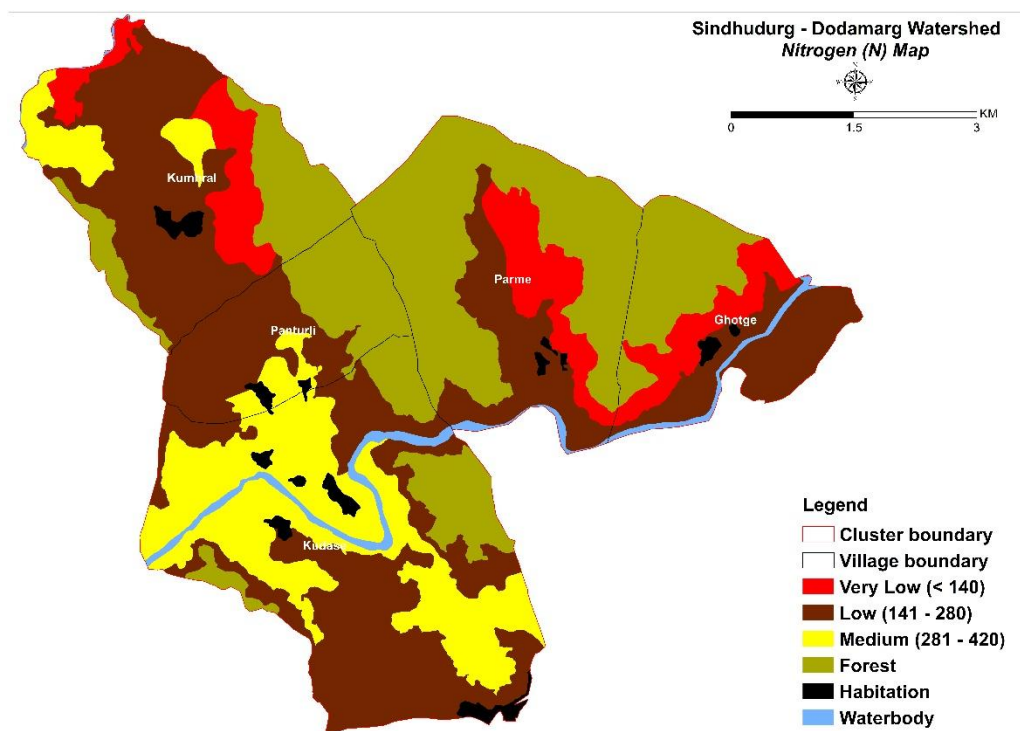 Sindhudurg - Dodamarg Watershed
Nitrogen (N) Map
N
W E
S
KM
0 1.5 3
Kumbral
Parme
Ghotge
Panturli
Kudase
Legend
Cluster boundary
Village boundary
Very Low (< 140)
Low (141 - 280)
Medium (281 - 420)
Forest
Habitation
Waterbody